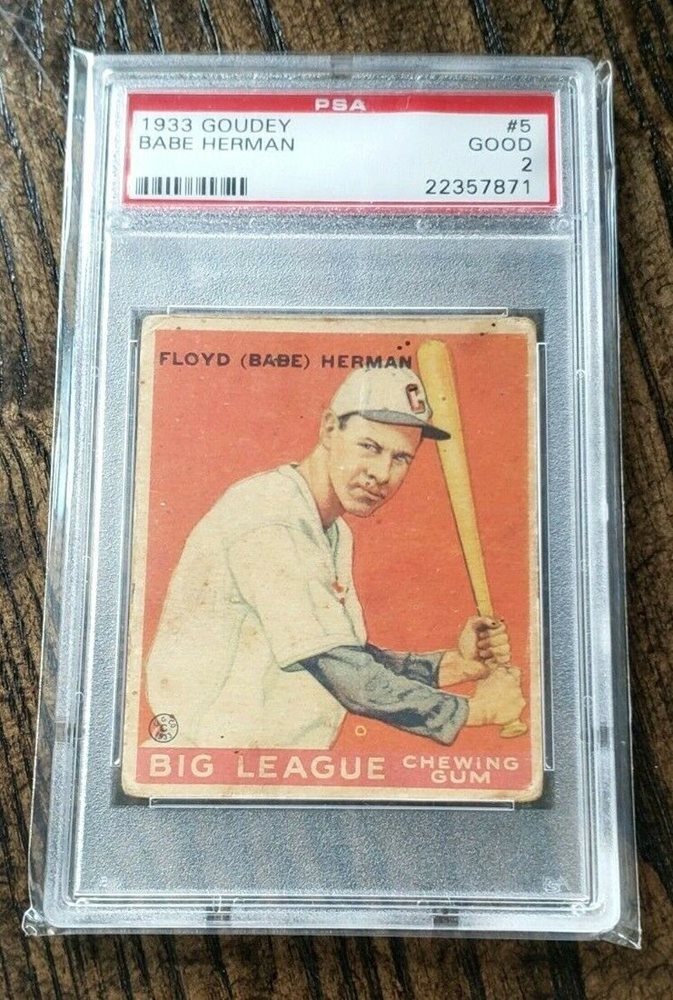 PSA
1933 GOUDEY #5
BABE HERMAN GOOD
2
22357871
FLOYD (BABE) HERMAN
C
BIG LEAGUE CHEWING
GUM